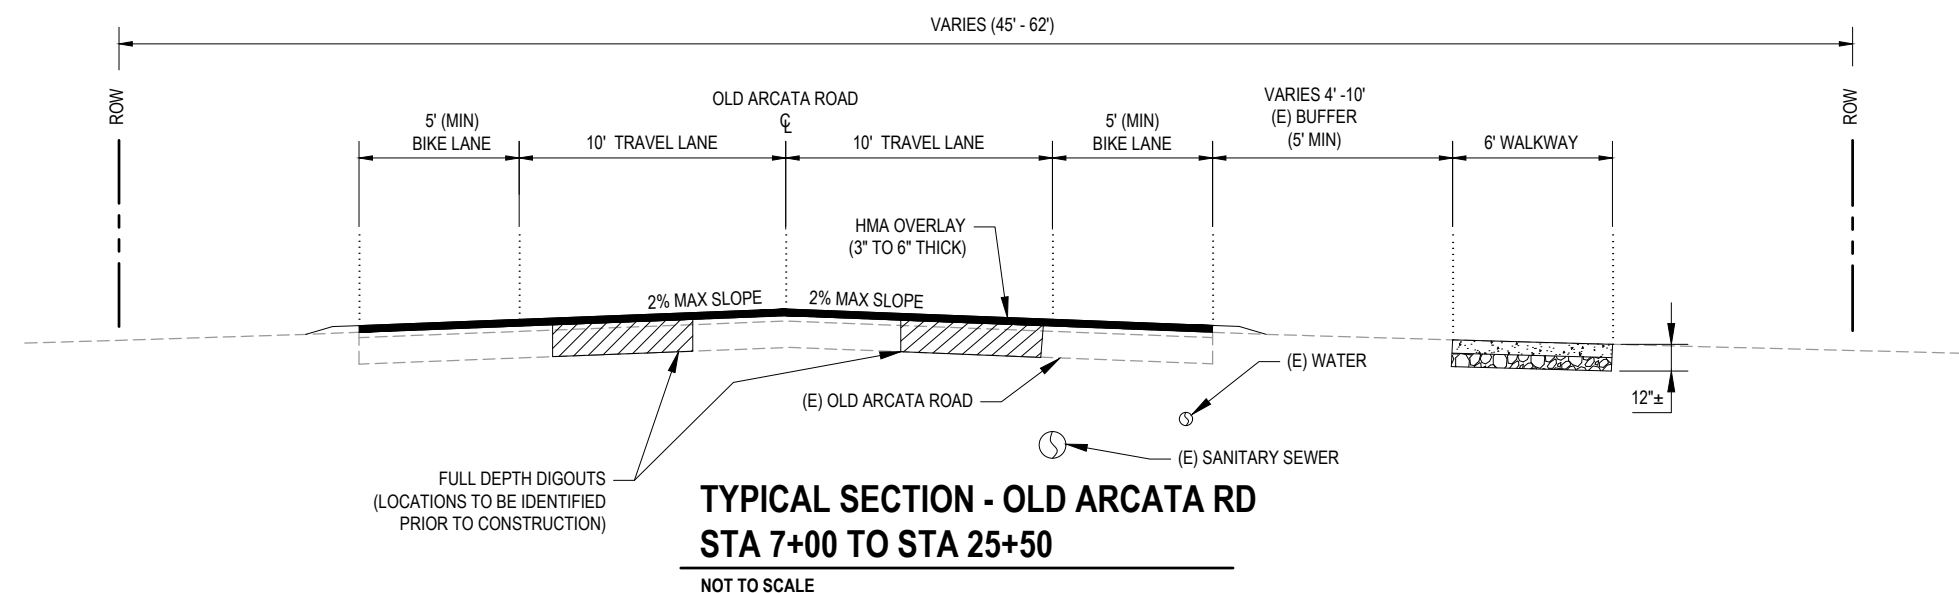 VARIES (45' - 62')
ROW
ROW
OLD ARCATA ROAD
℄
5' (MIN)
BIKE LANE
10' TRAVEL LANE
10' TRAVEL LANE
5' (MIN)
BIKE LANE
VARIES 4' -10'
(E) BUFFER
(5' MIN)
6' WALKWAY
HMA OVERLAY
(3" TO 6" THICK)
2% MAX SLOPE
2% MAX SLOPE
(E) WATER
(E) OLD ARCATA ROAD
12"±
(E) SANITARY SEWER
FULL DEPTH DIGOUTS
(LOCATIONS TO BE IDENTIFIED
PRIOR TO CONSTRUCTION)
TYPICAL SECTION - OLD ARCATA RD
STA 7+00 TO STA 25+50
NOT TO SCALE